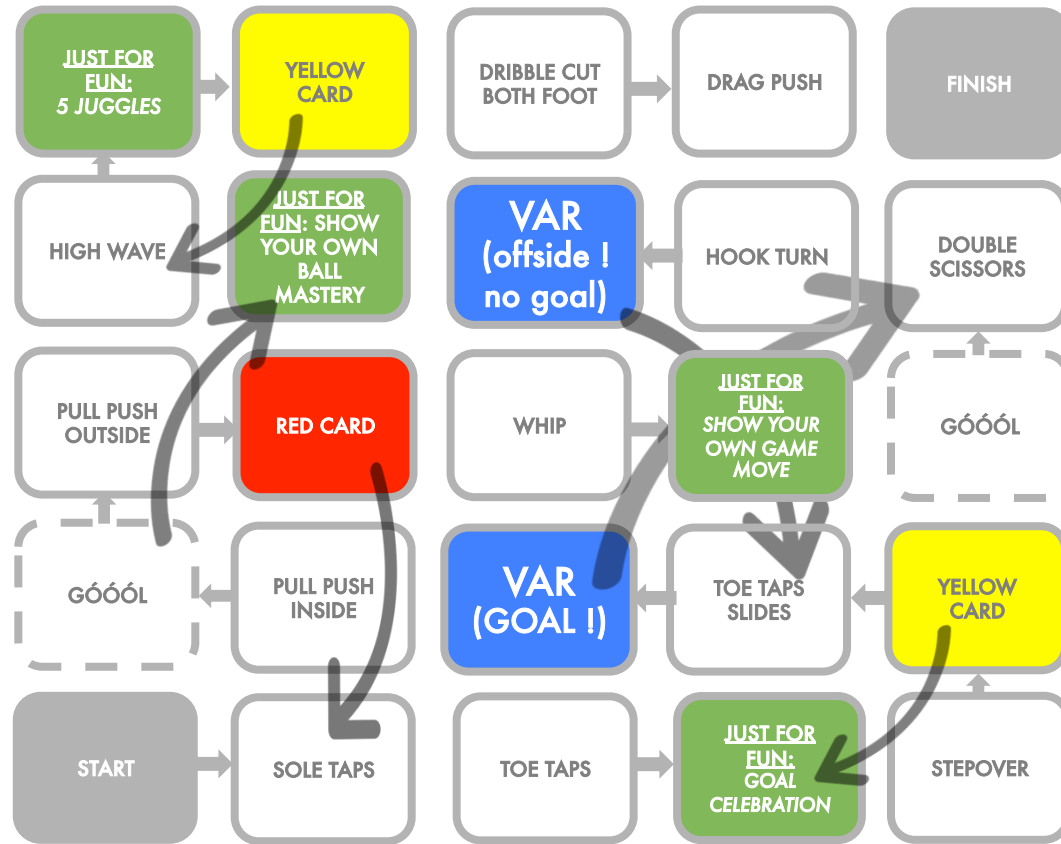 JUST FOR
FUN:
5 JUGGLES
YELLOW
CARD
DRIBBLE CUT
BOTH FOOT
DRAG PUSH
FINISH
HIGH WAVE
JUST FOR
FUN: SHOW
YOUR OWN
BALL
MASTERY
VAR
(offside !
no goal)
HOOK TURN
DOUBLE
SCISSORS
PULL PUSH
OUTSIDE
RED CARD
WHIP
JUST FOR
FUN:
SHOW YOUR
OWN GAME
MOVE
GÓÓÓL
GÓÓÓL
PULL PUSH
INSIDE
VAR
(GOAL !)
TOE TAPS
SLIDES
YELLOW
CARD
START
SOLE TAPS
TOE TAPS
JUST FOR
FUN:
GOAL
CELEBRATION
STEPOVER